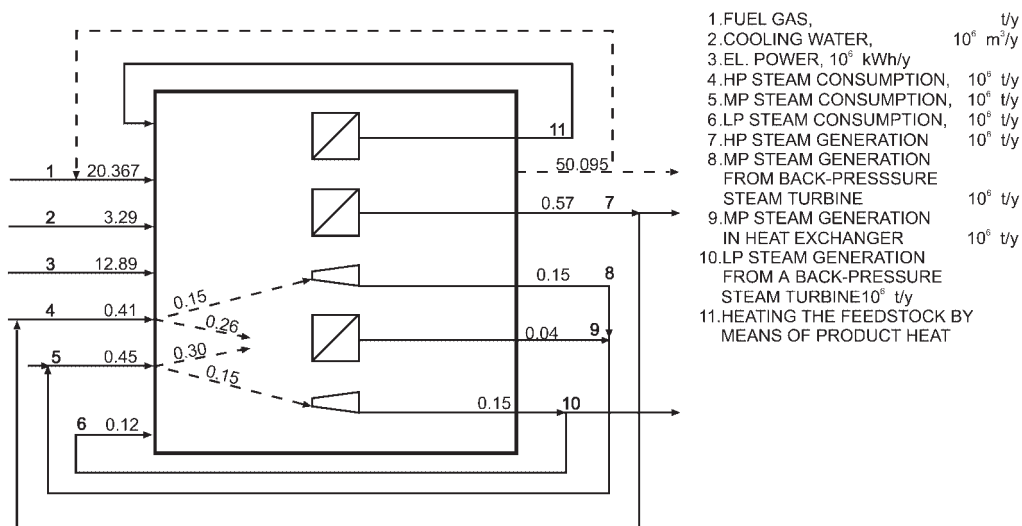 11
50.095
1 20.367
0.57 7
2 3.29
3 12.89
0.15 8
0.15
4 0.41
0.26
0.04 9
0.30
5 0.45
0.15
0.15 10
6 0.12
1.FUEL GAS, t/y
2.COOLING WATER, 10⁶ m³/y
3.EL. POWER, 10⁶ kWh/y
4.HP STEAM CONSUMPTION, 10⁶ t/y
5.MP STEAM CONSUMPTION, 10⁶ t/y
6.LP STEAM CONSUMPTION, 10⁶ t/y
7.HP STEAM GENERATION 10⁶ t/y
8.MP STEAM GENERATION
FROM BACK-PRESSSURE
STEAM TURBINE 10⁶ t/y
9.MP STEAM GENERATION
IN HEAT EXCHANGER 10⁶ t/y
10.LP STEAM GENERATION
FROM A BACK-PRESSURE
STEAM TURBINE10⁶ t/y
11.HEATING THE FEEDSTOCK BY
MEANS OF PRODUCT HEAT